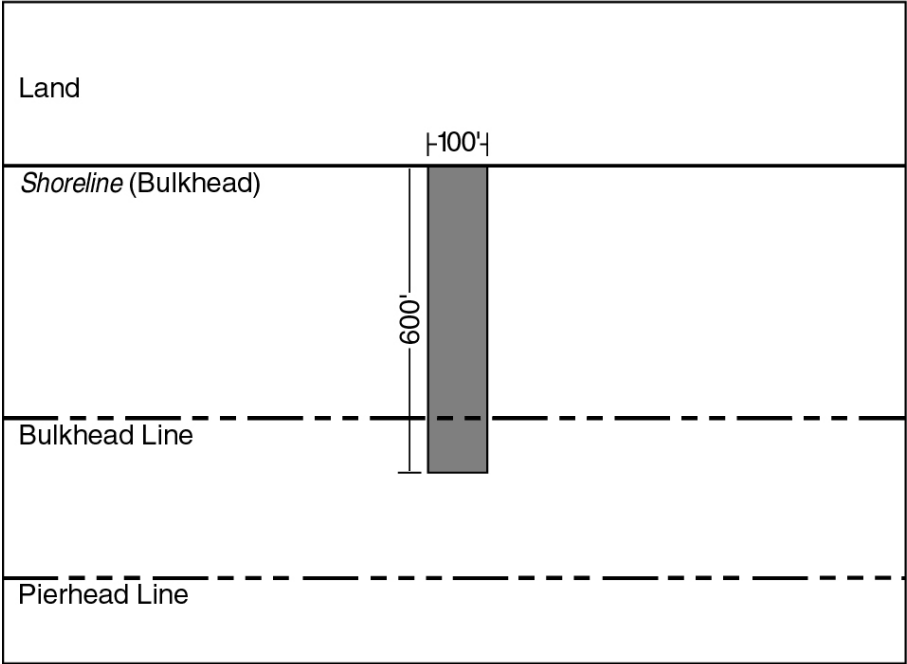 Land
100'
Shoreline (Bulkhead)
600'
Bulkhead Line
Pierhead Line